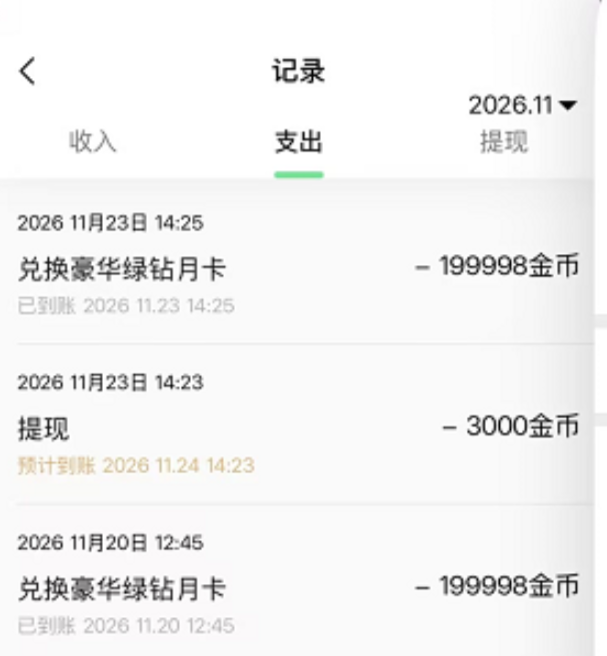 记录
2026.11
收入 支出 提现
2026 11月23日 14:25
兑换豪华绿钻月卡 – 199998金币
已到账 2026 11.23 14:25
2026 11月23日 14:23
提现 – 3000金币
预计到账 2026 11.24 14:23
2026 11月20日 12:45
兑换豪华绿钻月卡 – 199998金币
已到账 2026 11.20 12:45